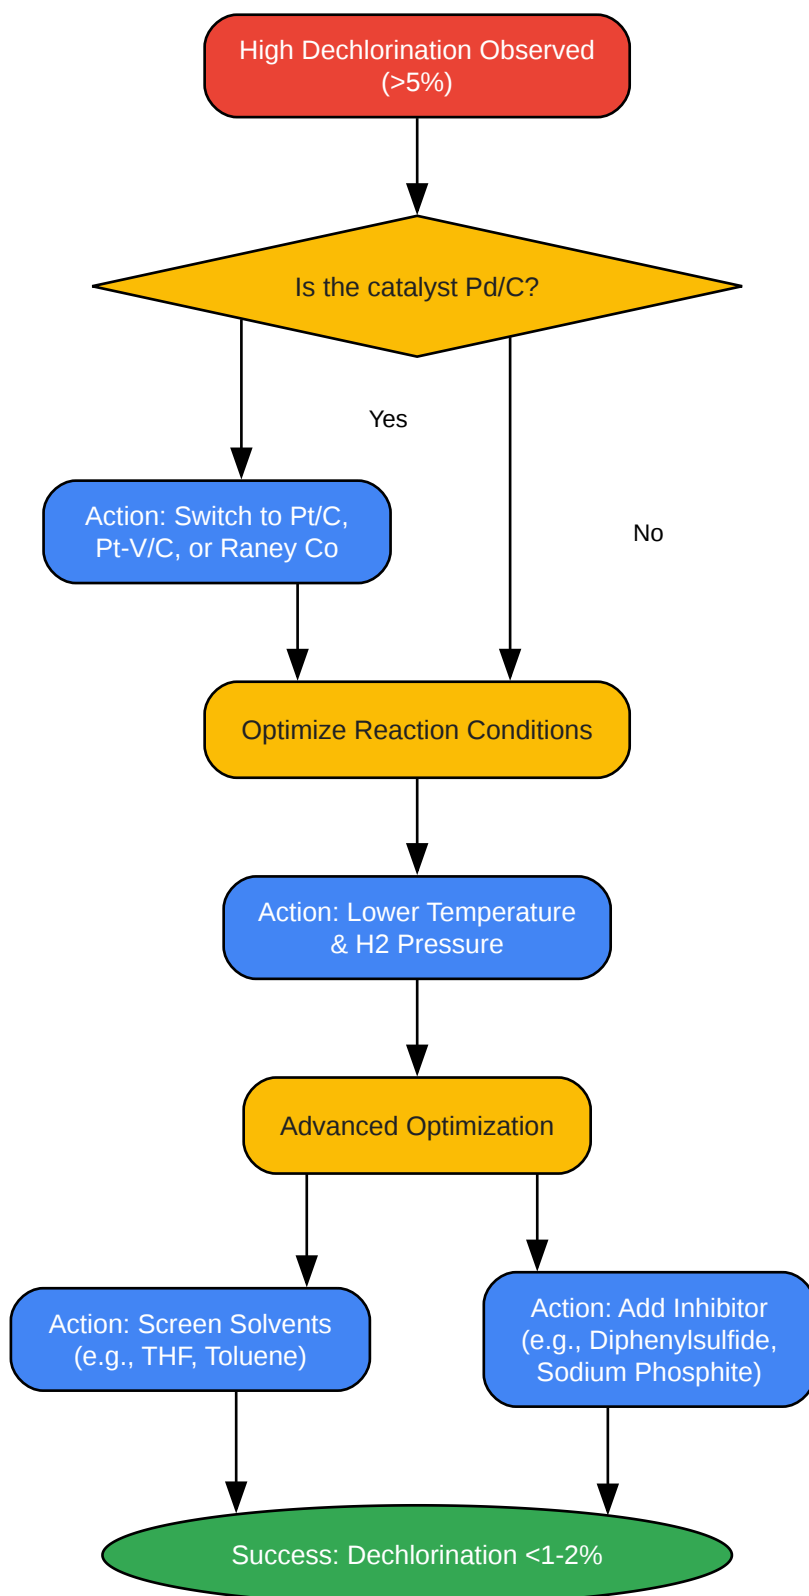 High Dechlorination Observed
(>5%)
Is the catalyst Pd/C?
Yes
Action: Switch to Pt/C,
Pt-V/C, or Raney Co
No
Optimize Reaction Conditions
Action: Lower Temperature
& H2 Pressure
Advanced Optimization
Action: Screen Solvents
(e.g., THF, Toluene)
Action: Add Inhibitor
(e.g., Diphenylsulfide,
Sodium Phosphite)
Success: Dechlorination <1-2%